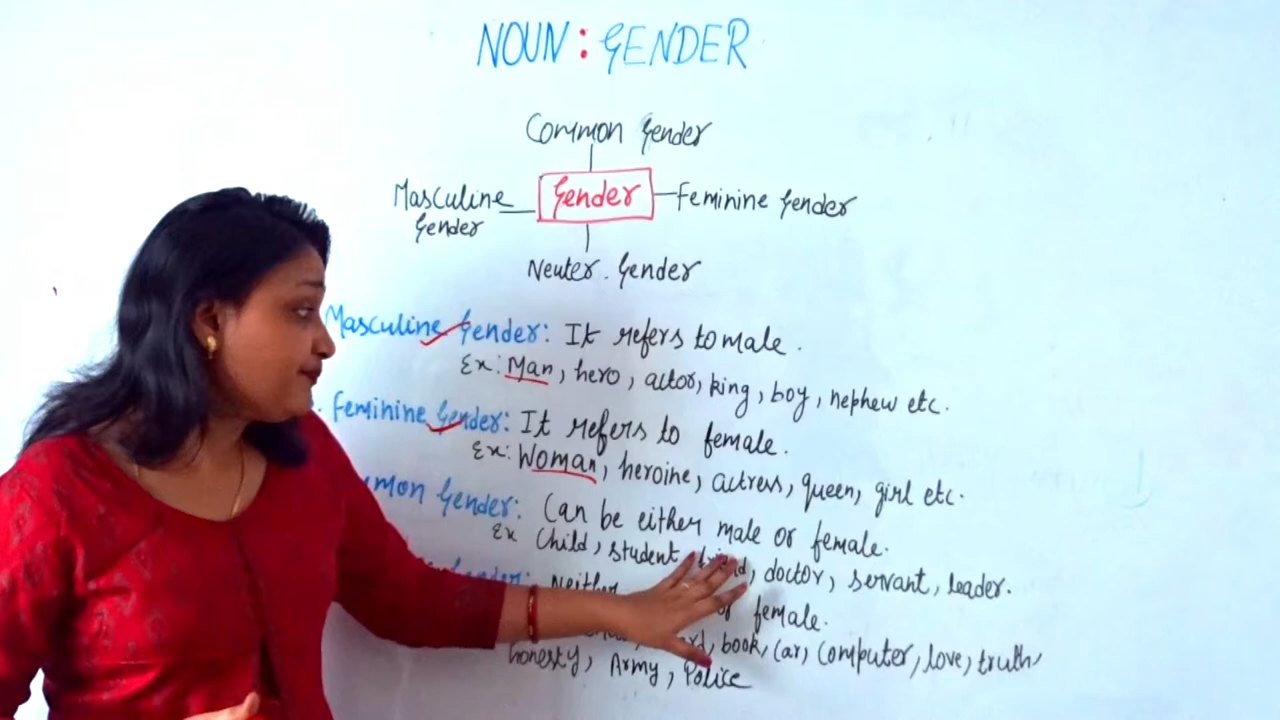 NOUN : GENDER
Common Gender
Masculine Gender
Gender
Feminine Gender
Neuter Gender
Masculine Gender: It refers to male.
Ex: Man, hero, actor, king, boy, nephew etc.
Feminine Gender: It refers to female.
Ex: Woman, heroine, actress, queen, girl etc.
Gender: Can be either male or female.
Ex Child, student, doctor, servant, leader.
Neither female.
book, Car, Computer, love, truth,
honesty, Army, Police